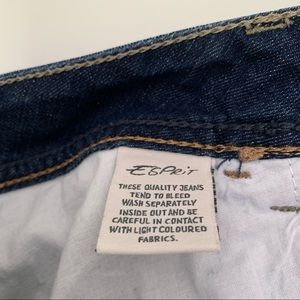 ESPRIT
THESE QUALITY JEANS
TEND TO BLEED
WASH SEPARATELY
INSIDE OUT AND BE
CAREFUL IN CONTACT
WITH LIGHT COLOURED
FABRICS.